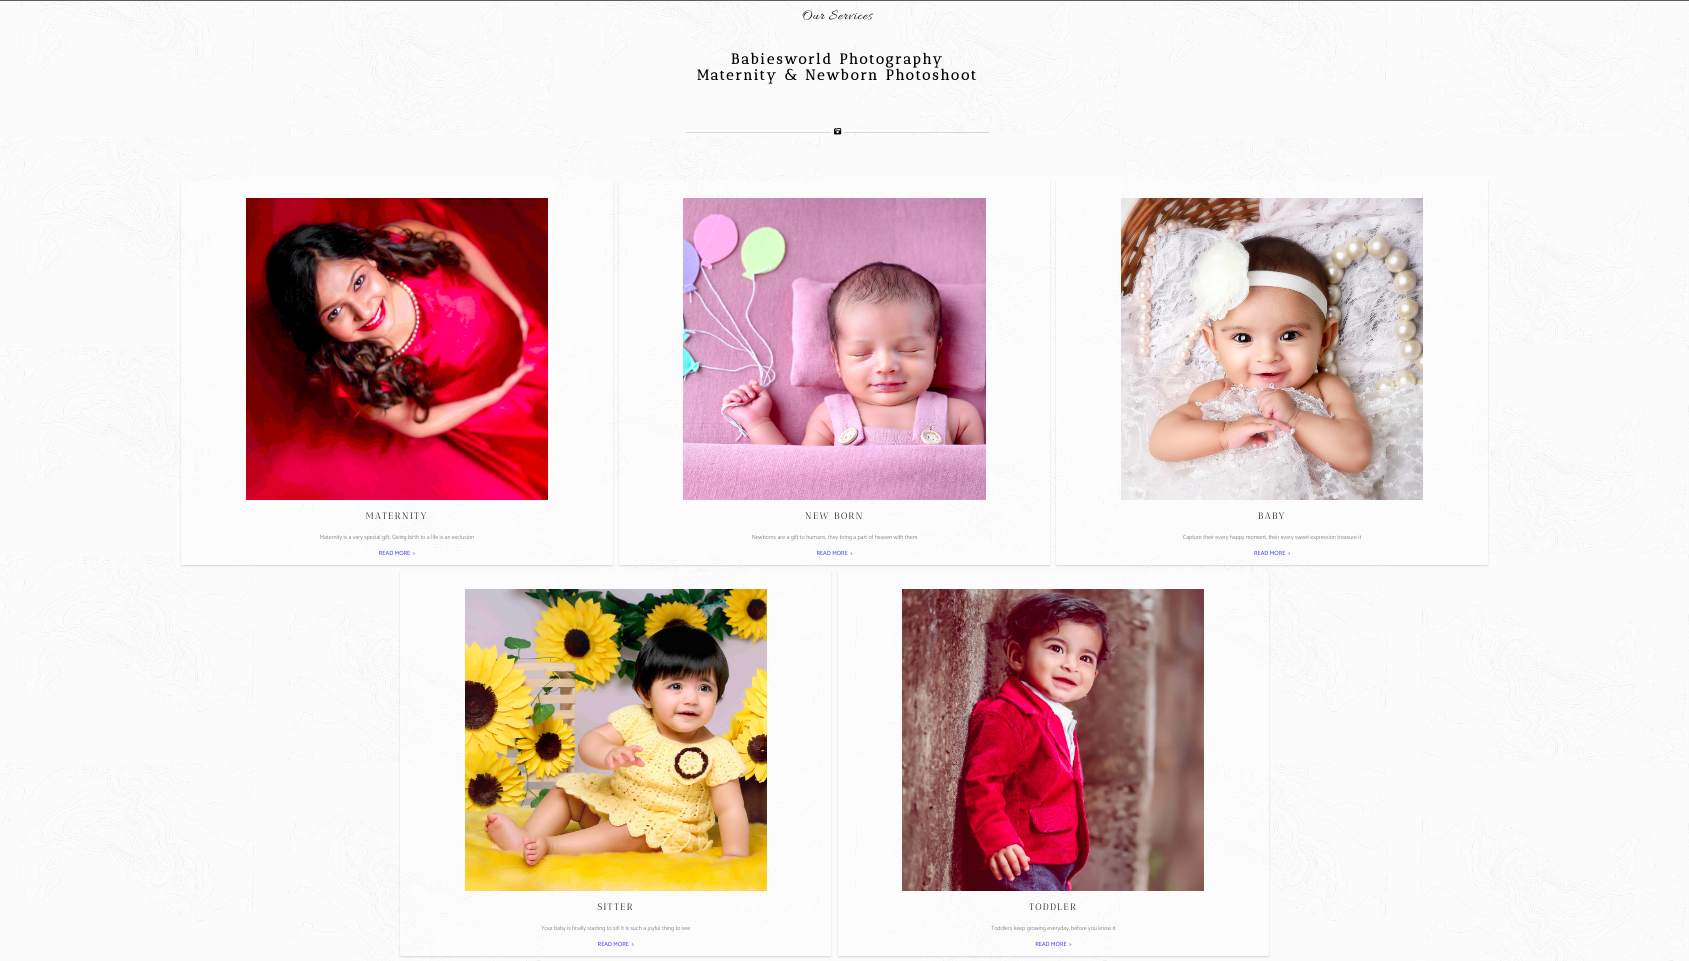 Our Services
Babiesworld Photography
Maternity & Newborn Photoshoot
MATERNITY
Maternity is a very special gift. Giving birth to a life is an exclusion
READ MORE ›
NEW BORN
Newborns are a gift to humans, they bring a part of heaven with them
READ MORE ›
BABY
Capture their every happy moment, their every sweet expression treasure it
READ MORE ›
SITTER
Your baby is finally starting to sit! It is such a joyful thing to see
READ MORE ›
TODDLER
Toddlers keep growing everyday, before you know it
READ MORE ›